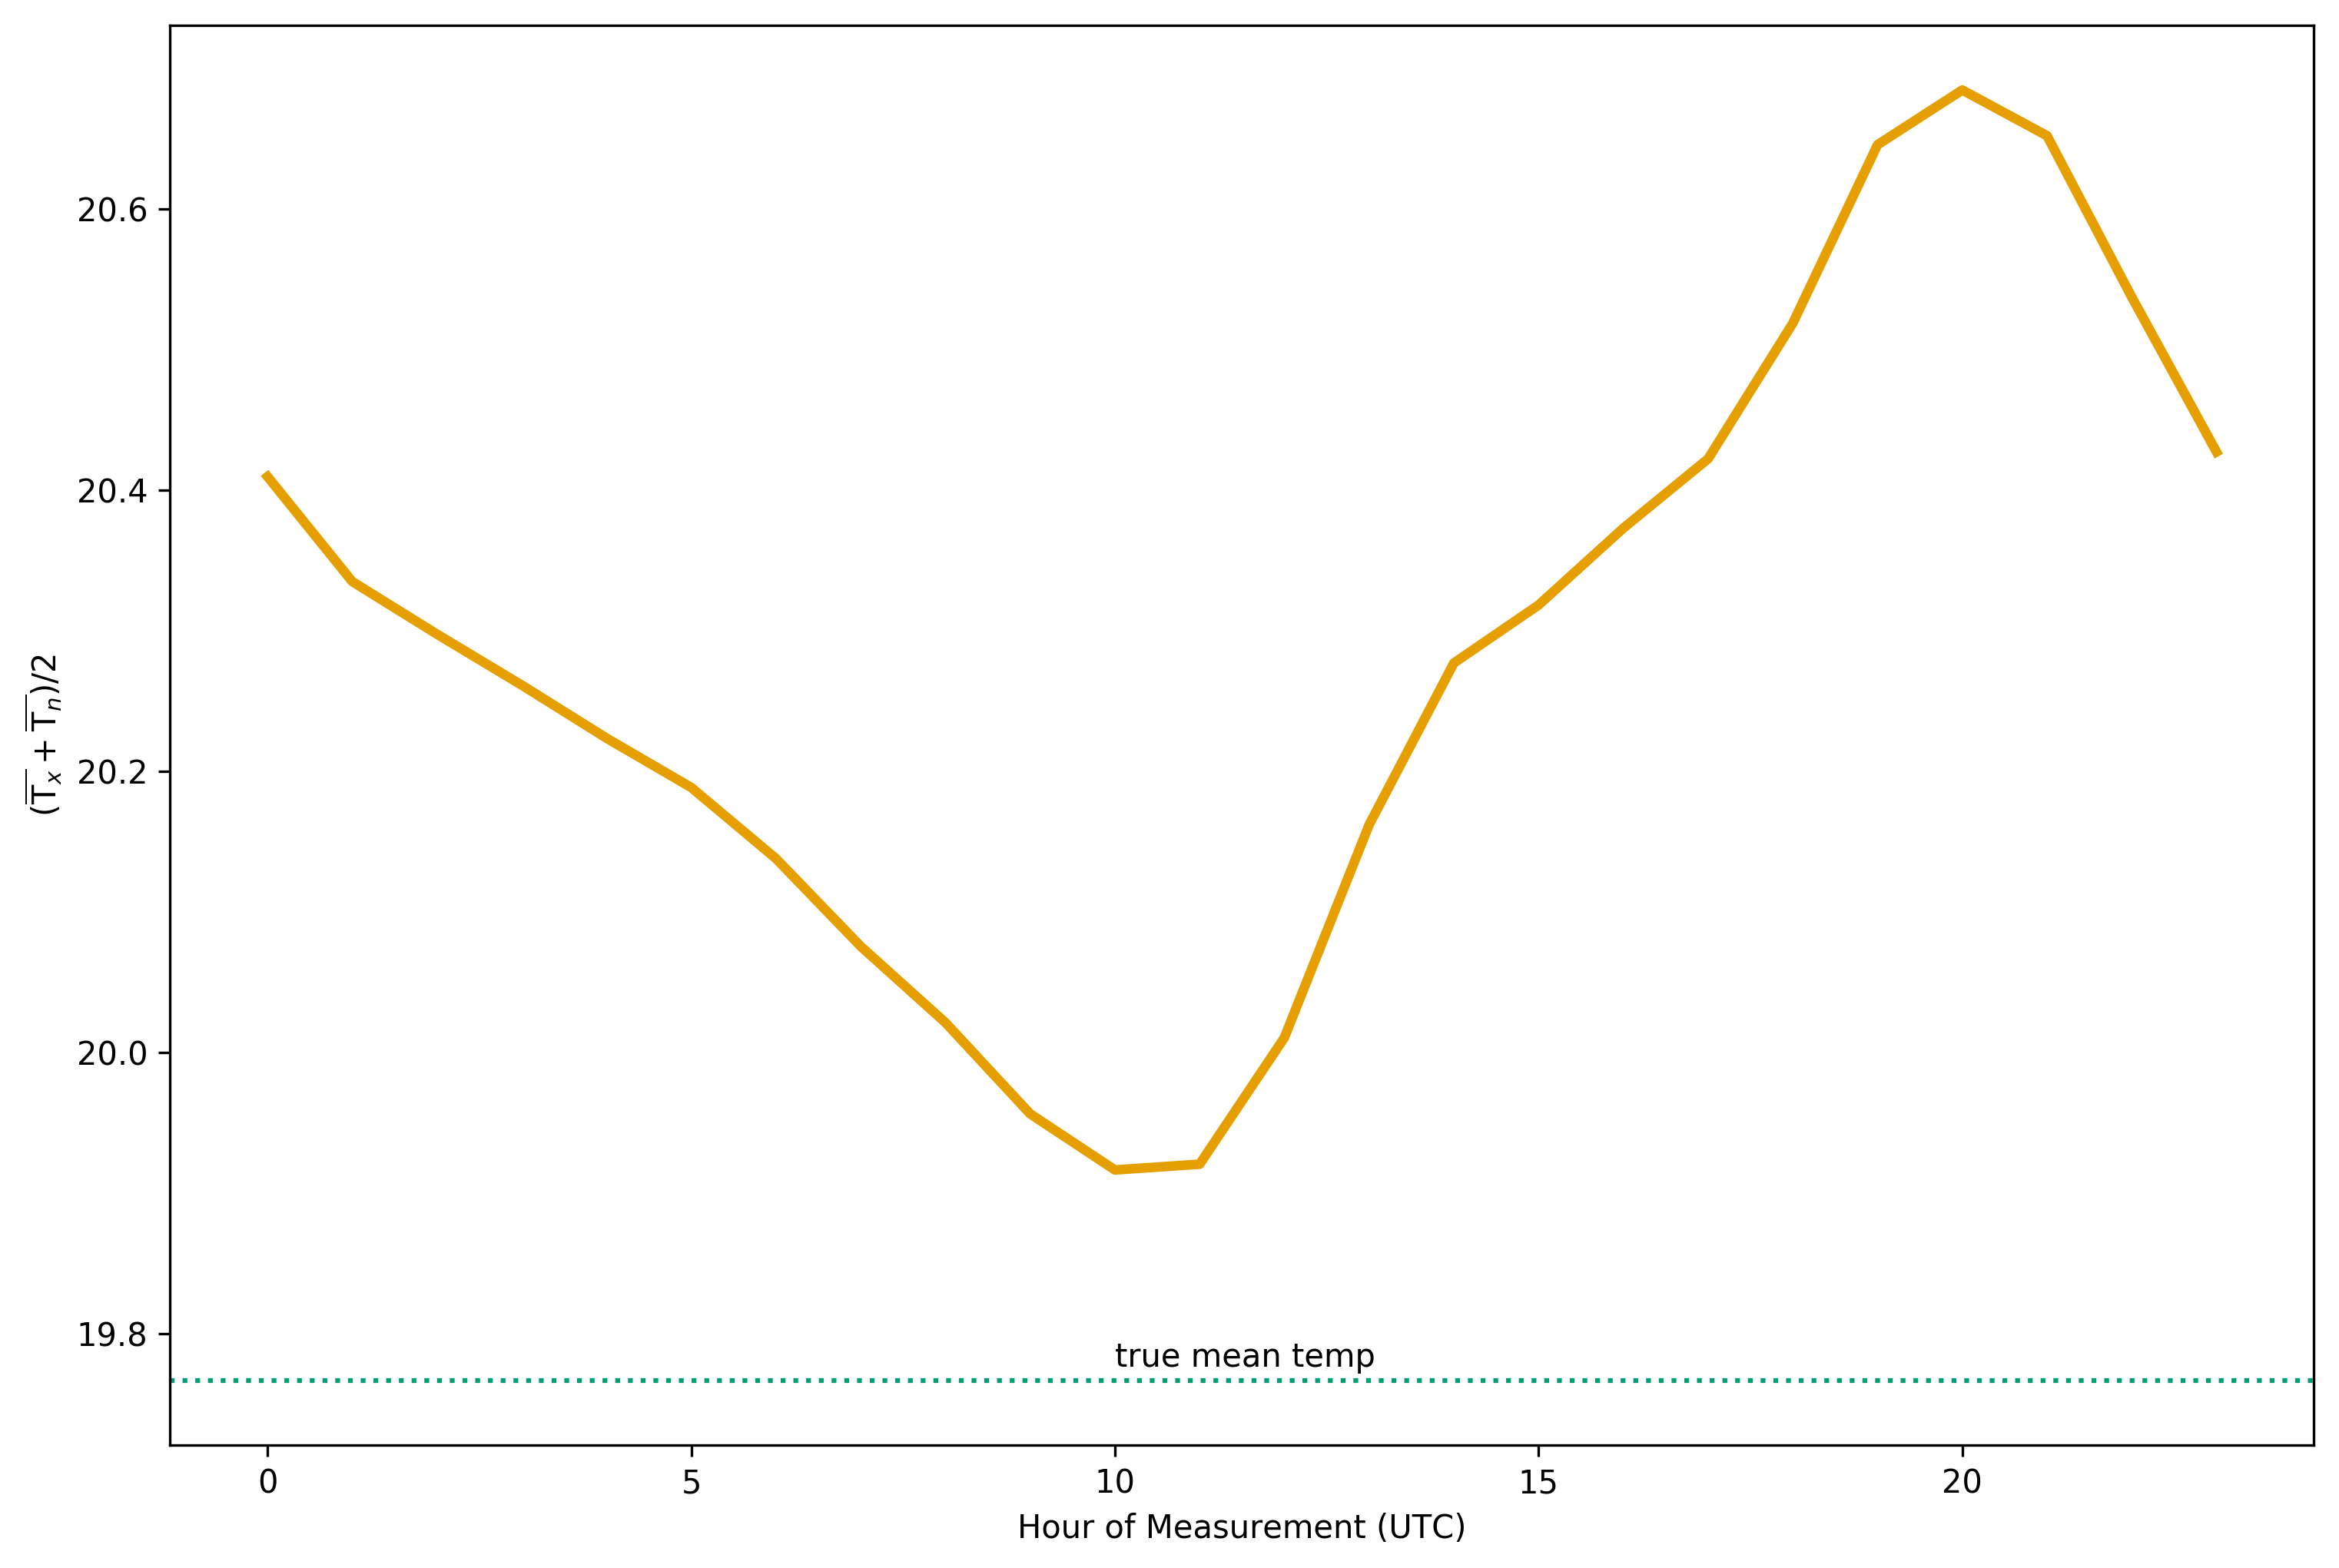 20.6
20.4
20.2
20.0
19.8
(T̅ₓ + T̅ₙ)/2
true mean temp
0 5 10 15 20
Hour of Measurement (UTC)